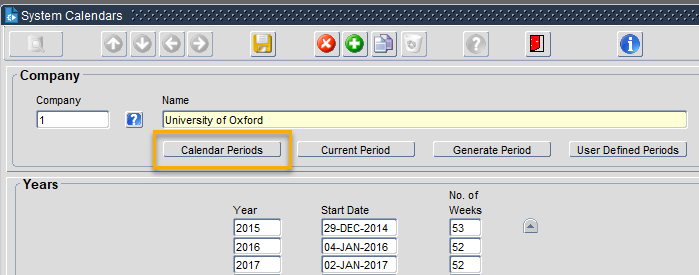 System Calendars
Company
Company Name
1 University of Oxford
Calendar Periods Current Period Generate Period User Defined Periods
Years
No. of
Year Start Date Weeks
2015 29-DEC-2014 53
2016 04-JAN-2016 52
2017 02-JAN-2017 52